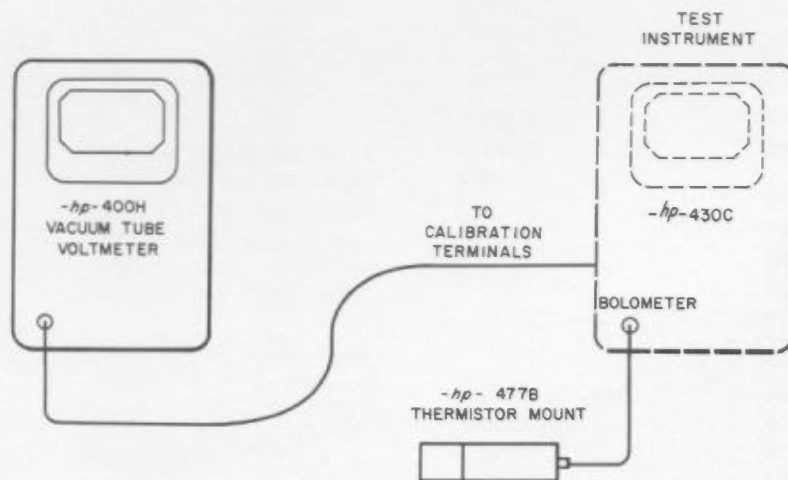 TEST
INSTRUMENT
-hp-400H
VACUUM TUBE
VOLTMETER
-hp-430C
TO
CALIBRATION
TERMINALS
BOLOMETER
-hp- 477B
THERMISTOR MOUNT